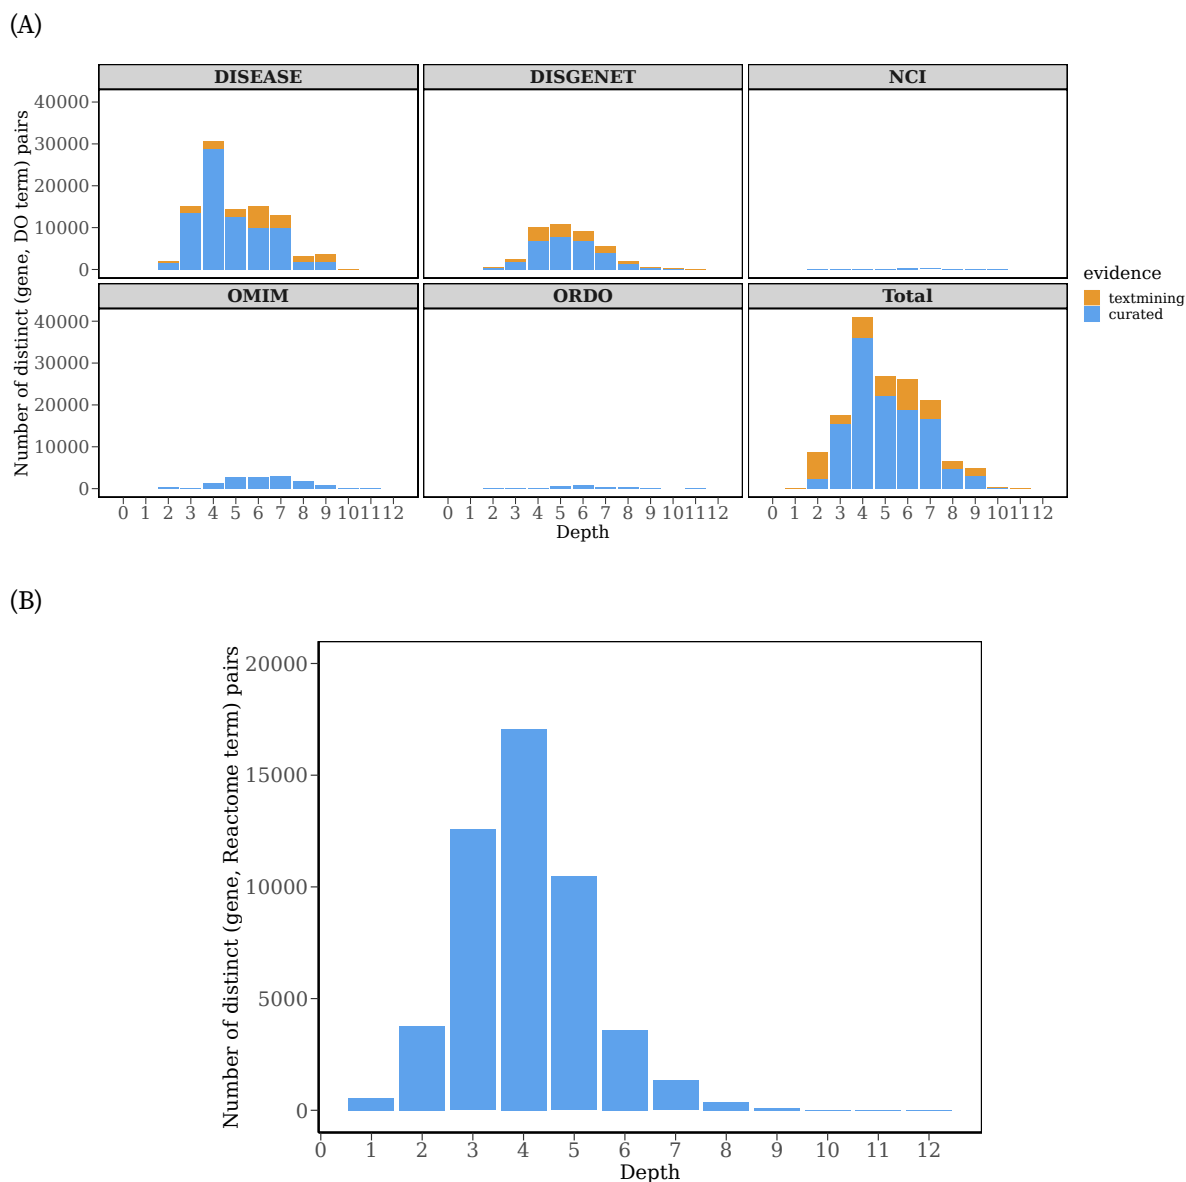 (A)
DISEASE DISGENET NCI
Number of distinct (gene, DO term) pairs
40000
30000
20000
10000
0
evidence
textmining
curated
OMIM ORDO Total
40000
30000
20000
10000
0
0 1 2 3 4 5 6 7 8 9 10 11 12 0 1 2 3 4 5 6 7 8 9 10 11 12 0 1 2 3 4 5 6 7 8 9 10 11 12
Depth
(B)
Number of distinct (gene, Reactome term) pairs
20000
15000
10000
5000
0
0 1 2 3 4 5 6 7 8 9 10 11 12
Depth